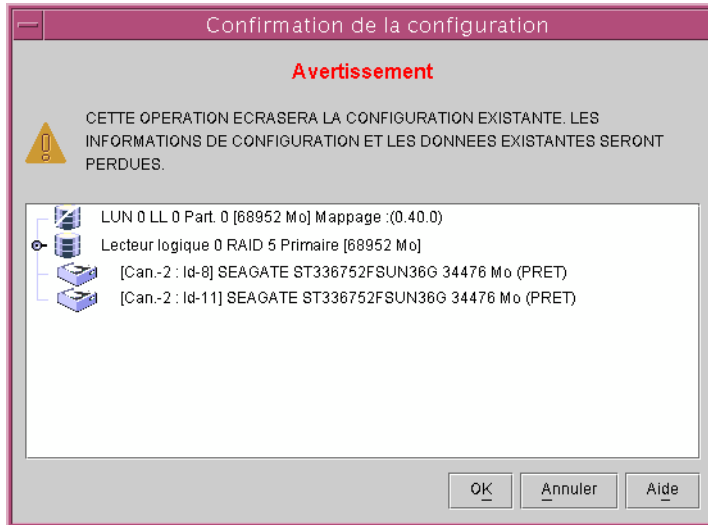 Confirmation de la configuration
Avertissement
CETTE OPERATION ECRASERA LA CONFIGURATION EXISTANTE. LES
INFORMATIONS DE CONFIGURATION ET LES DONNEES EXISTANTES SERONT
PERDUES.
LUN 0 LL 0 Part. 0 [68952 Mo] Mappage :(0.40.0)
Lecteur logique 0 RAID 5 Primaire [68952 Mo]
[Can.-2 : Id-8] SEAGATE ST336752FSUN36G 34476 Mo (PRET)
[Can.-2 : Id-11] SEAGATE ST336752FSUN36G 34476 Mo (PRET)
OK Annuler Aide